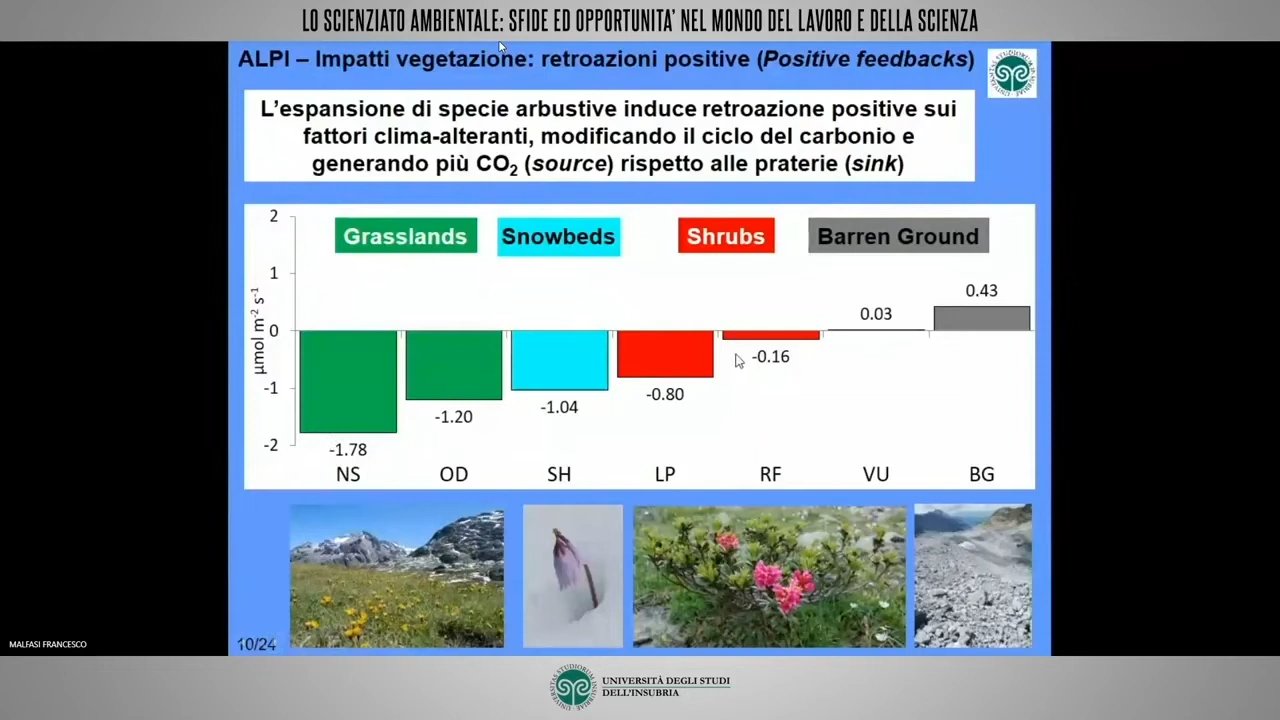 LO SCIENZIATO AMBIENTALE: SFIDE ED OPPORTUNITA' NEL MONDO DEL LAVORO E DELLA SCIENZA
ALPI – Impatti vegetazione: retroazioni positive (Positive feedbacks)
L'espansione di specie arbustive induce retroazione positive sui
fattori clima-alteranti, modificando il ciclo del carbonio e
generando più CO₂ (source) rispetto alle praterie (sink)
Grasslands
Snowbeds
Shrubs
Barren Ground
µmol m⁻² s⁻¹
2
1
0
-1
-2
-1.78
-1.20
-1.04
-0.80
-0.16
0.03
0.43
NS
OD
SH
LP
RF
VU
BG
10/24
MALFASI FRANCESCO
UNIVERSITÀ DEGLI STUDI
DELL'INSUBRIA